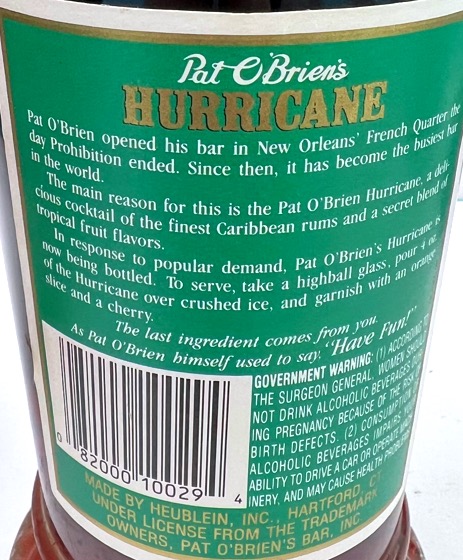 Pat O'Brien's
HURRICANE
Pat O'Brien opened his bar in New Orleans' French Quarter the
day Prohibition ended. Since then, it has become the busiest bar
in the world.
The main reason for this is the Pat O'Brien Hurricane, a deli-
cious cocktail of the finest Caribbean rums and a secret blend of
tropical fruit flavors.
In response to popular demand, Pat O'Brien's Hurricane is
now being bottled. To serve, take a highball glass, pour 4 oz.
of the Hurricane over crushed ice, and garnish with an orange
slice and a cherry.
The last ingredient comes from you.
As Pat O'Brien himself used to say, "Have Fun!"
GOVERNMENT WARNING: (1) ACCORDING TO
THE SURGEON GENERAL, WOMEN SHOULD
NOT DRINK ALCOHOLIC BEVERAGES DUR-
ING PREGNANCY BECAUSE OF THE RISK OF
BIRTH DEFECTS. (2) CONSUMPTION OF
ALCOHOLIC BEVERAGES IMPAIRS YOUR
ABILITY TO DRIVE A CAR OR OPERATE MACH-
INERY, AND MAY CAUSE HEALTH PROBLEMS.
0 82000 10029 4
MADE BY HEUBLEIN, INC., HARTFORD, CT
UNDER LICENSE FROM THE TRADEMARK
OWNERS, PAT O'BRIEN'S BAR, INC.